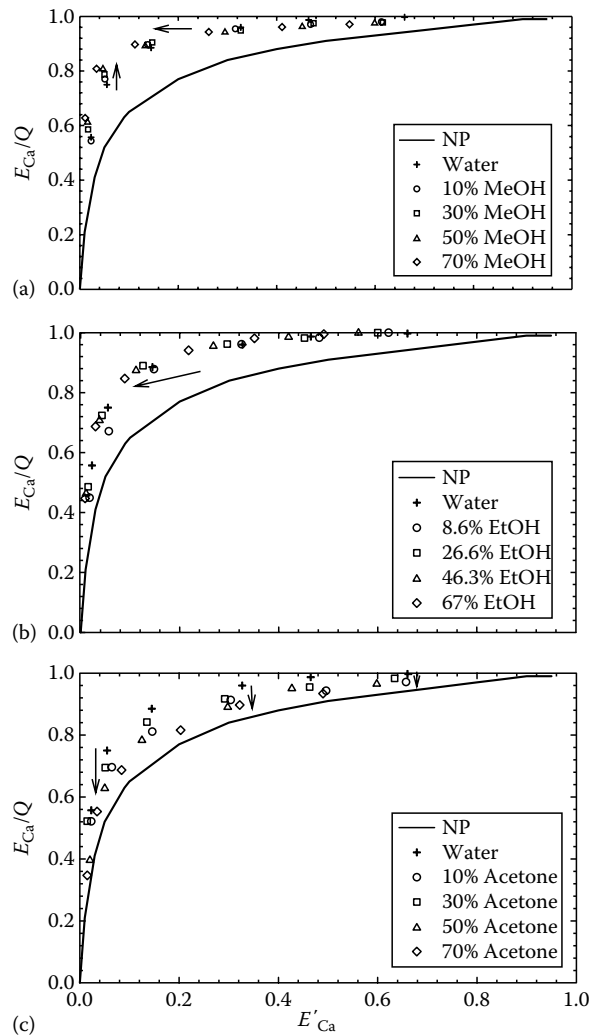 1.0
0.8
0.6
0.4
0.2
0.0
E_Ca/Q
NP
Water
10% MeOH
30% MeOH
50% MeOH
70% MeOH
(a)
1.0
0.8
0.6
0.4
0.2
0.0
E_Ca/Q
NP
Water
8.6% EtOH
26.6% EtOH
46.3% EtOH
67% EtOH
(b)
1.0
0.8
0.6
0.4
0.2
0.0
E_Ca/Q
NP
Water
10% Acetone
30% Acetone
50% Acetone
70% Acetone
0.0 0.2 0.4 0.6 0.8 1.0
(c)
E′_Ca